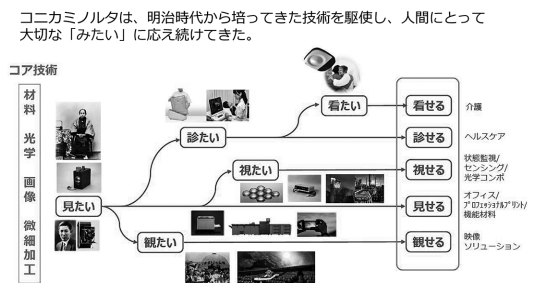 コニカミノルタは、明治時代から培ってきた技術を駆使し、人間にとって
大切な「みたい」に応え続けてきた。
コア技術
材料
光学
画像
微細加工
見たい
診たい
看たい
視たい
観たい
看せる
介護
診せる
ヘルスケア
視せる
状態監視/
センシング/
光学コンポ
見せる
オフィス/
ﾌﾟﾛﾌｪｯｼｮﾅﾙﾌﾟﾘﾝﾄ/
機能材料
観せる
映像
ソリューション